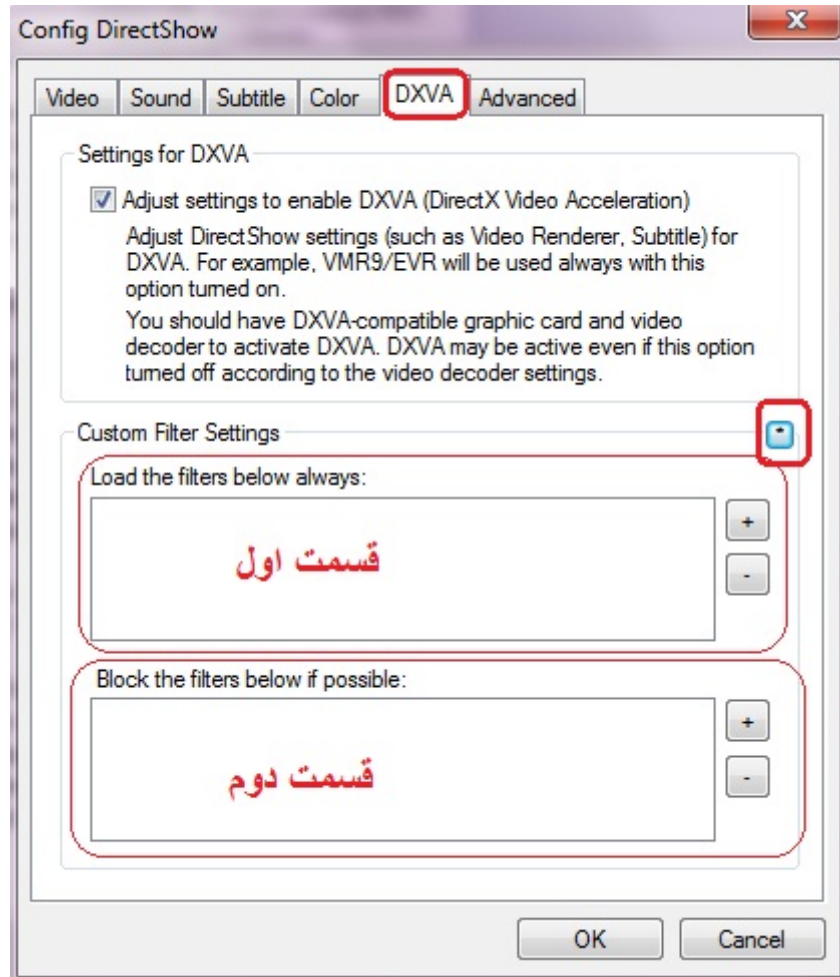 Config DirectShow
Video Sound Subtitle Color DXVA Advanced
Settings for DXVA
Adjust settings to enable DXVA (DirectX Video Acceleration)
Adjust DirectShow settings (such as Video Renderer, Subtitle) for
DXVA. For example, VMR9/EVR will be used always with this
option turned on.
You should have DXVA-compatible graphic card and video
decoder to activate DXVA. DXVA may be active even if this option
turned off according to the video decoder settings.
Custom Filter Settings *
Load the filters below always:
+
قسمت اول
-
Block the filters below if possible:
+
قسمت دوم
-
OK Cancel